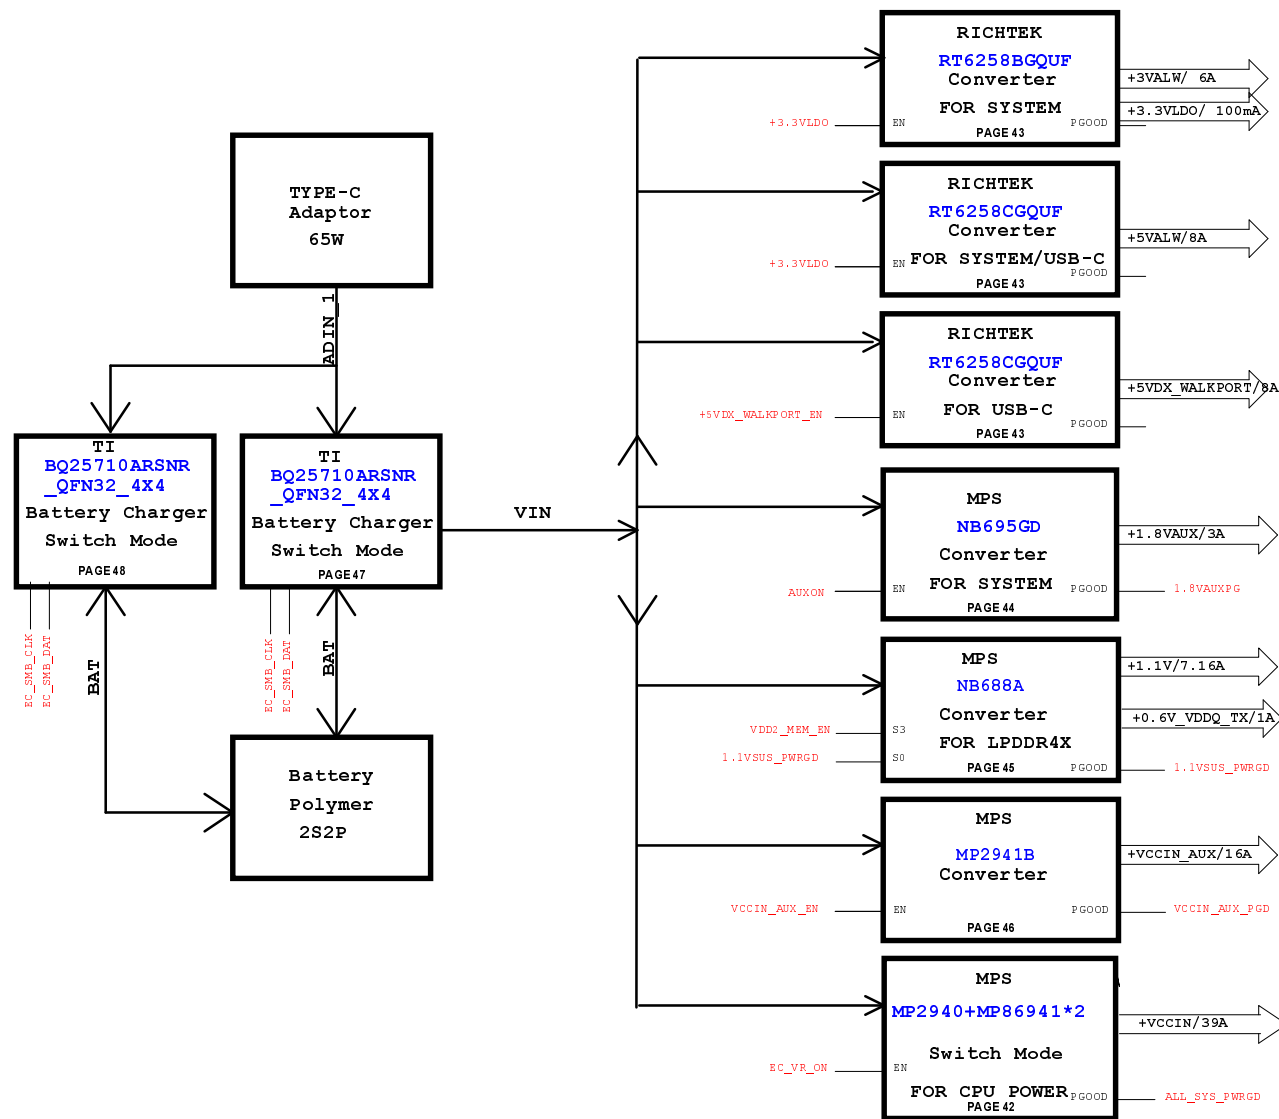 TYPE-C
Adaptor
65W
ADIN_1
TI
BQ25710ARSNR
_QFN32_4X4
Battery Charger
Switch Mode
PAGE 48
EC_SMB_CLK
EC_SMB_DAT
BAT
TI
BQ25710ARSNR
_QFN32_4X4
Battery Charger
Switch Mode
PAGE 47
EC_SMB_CLK
EC_SMB_DAT
BAT
VIN
Battery
Polymer
2S2P
RICHTEK
RT6258BGQUF
Converter
FOR SYSTEM
+3.3VLDO
EN
PGOOD
PAGE 43
+3VALW/ 6A
+3.3VLDO/ 100mA
RICHTEK
RT6258CGQUF
Converter
FOR SYSTEM/USB-C
+3.3VLDO
EN
PGOOD
PAGE 43
+5VALW/8A
RICHTEK
RT6258CGQUF
Converter
FOR USB-C
+5VDX_WALKPORT_EN
EN
PGOOD
PAGE 43
+5VDX_WALKPORT/8A
MPS
NB695GD
Converter
FOR SYSTEM
AUXON
EN
PGOOD
PAGE 44
+1.8VAUX/3A
1.8VAUXPG
MPS
NB688A
Converter
FOR LPDDR4X
VDD2_MEM_EN
S3
1.1VSUS_PWRGD
S0
PGOOD
PAGE 45
+1.1V/7.16A
+0.6V_VDDQ_TX/1A
1.1VSUS_PWRGD
MPS
MP2941B
Converter
VCCIN_AUX_EN
EN
PGOOD
PAGE 46
+VCCIN_AUX/16A
VCCIN_AUX_PGD
MPS
MP2940+MP86941*2
Switch Mode
FOR CPU POWER
EC_VR_ON
EN
PGOOD
PAGE 42
+VCCIN/39A
ALL_SYS_PWRGD